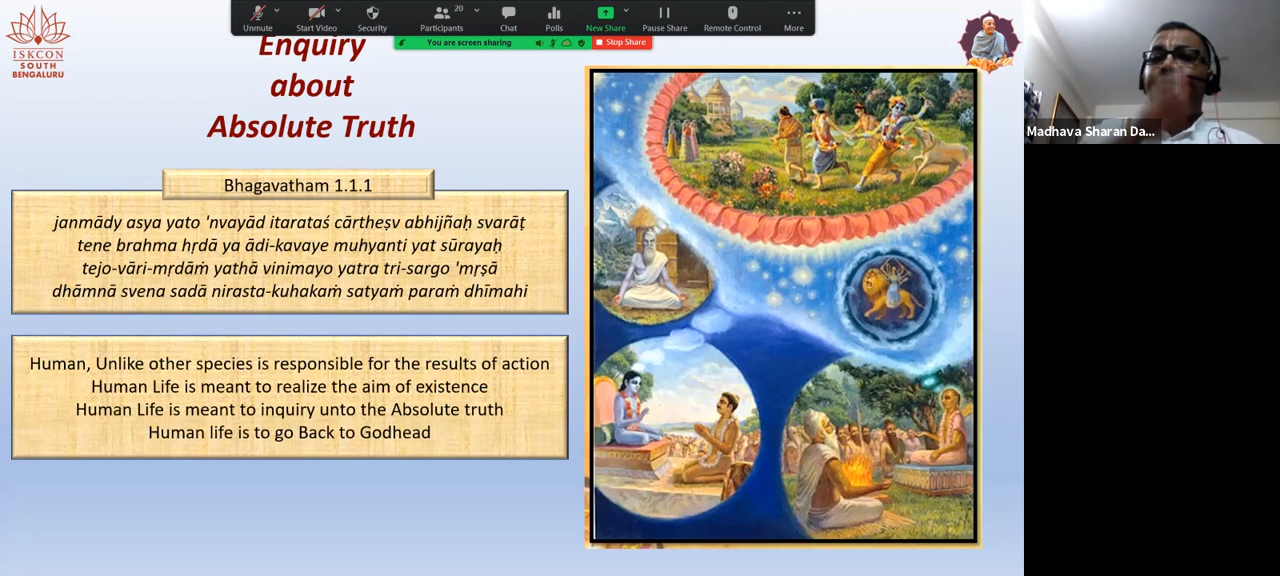 Unmute
Start Video
Security
Participants
20
Chat
Polls
New Share
Pause Share
Remote Control
More
You are screen sharing
Stop Share
ISKCON
SOUTH
BENGALURU
Enquiry
about
Absolute Truth
Madhava Sharan Da...
Bhagavatham 1.1.1
janmādy asya yato 'nvayād itarataś cārtheṣv abhijñaḥ svarāṭ
tene brahma hṛdā ya ādi-kavaye muhyanti yat sūrayaḥ
tejo-vāri-mṛdāṁ yathā vinimayo yatra tri-sargo 'mṛṣā
dhāmnā svena sadā nirasta-kuhakaṁ satyaṁ paraṁ dhīmahi
Human, Unlike other species is responsible for the results of action
Human Life is meant to realize the aim of existence
Human Life is meant to inquiry unto the Absolute truth
Human life is to go Back to Godhead